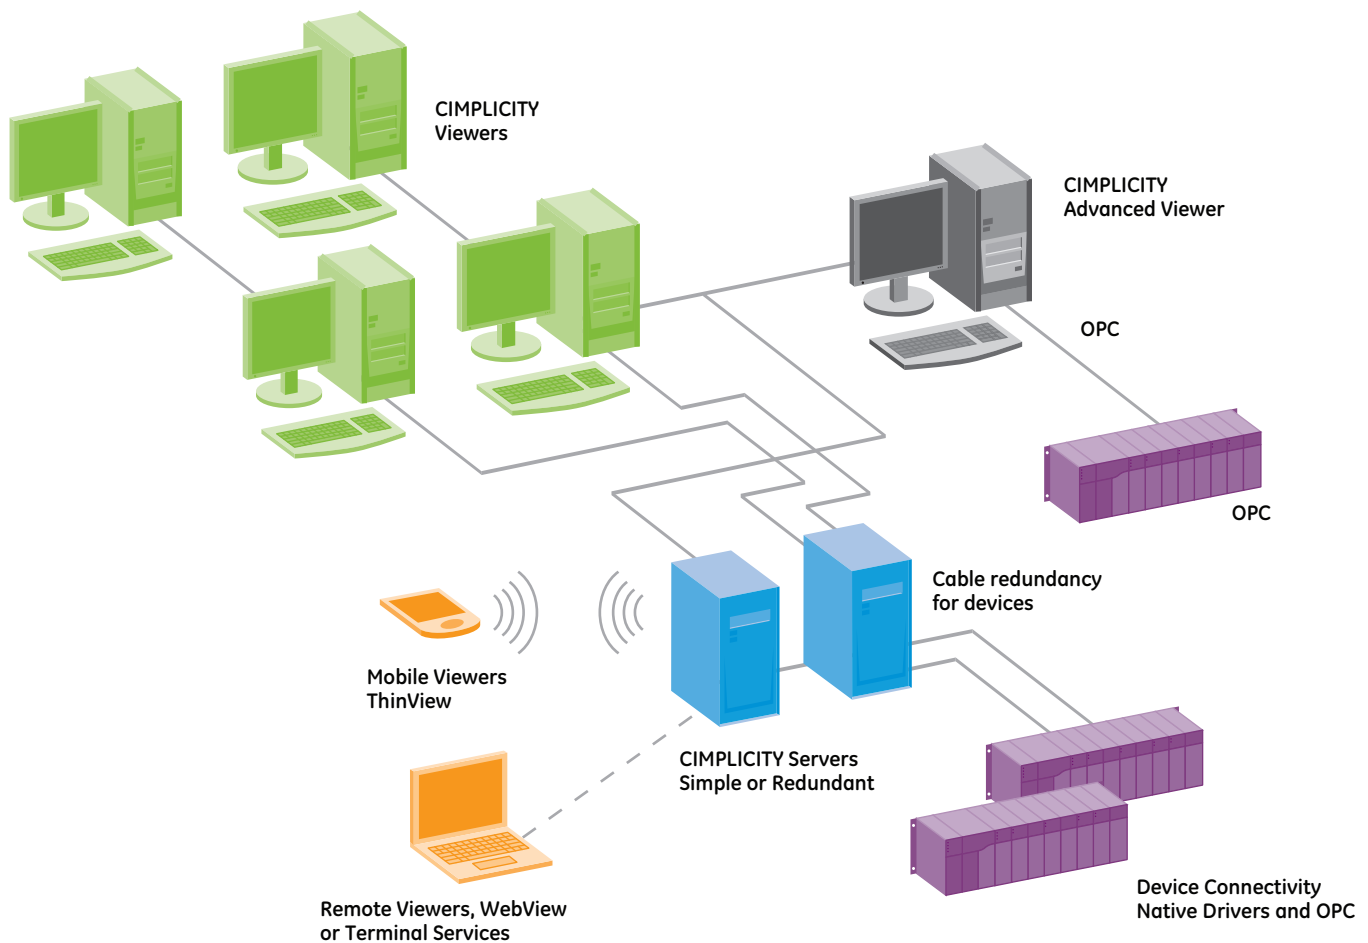 CIMPLICITY
Viewers
CIMPLICITY
Advanced Viewer
OPC
OPC
Cable redundancy
for devices
Mobile Viewers
ThinView
CIMPLICITY Servers
Simple or Redundant
Remote Viewers, WebView
or Terminal Services
Device Connectivity
Native Drivers and OPC